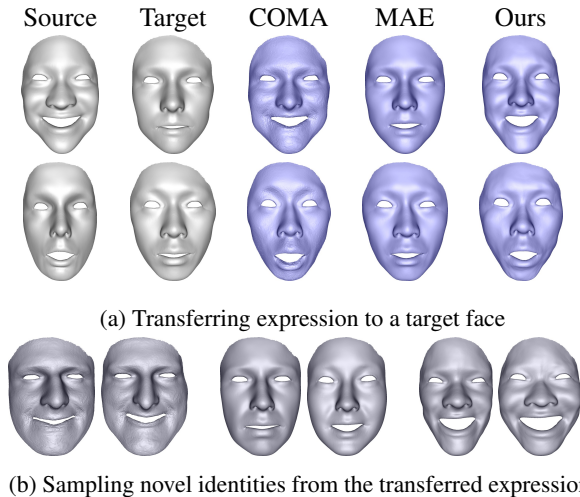 Source Target COMA MAE Ours
(a) Transferring expression to a target face
(b) Sampling novel identities from the transferred expression